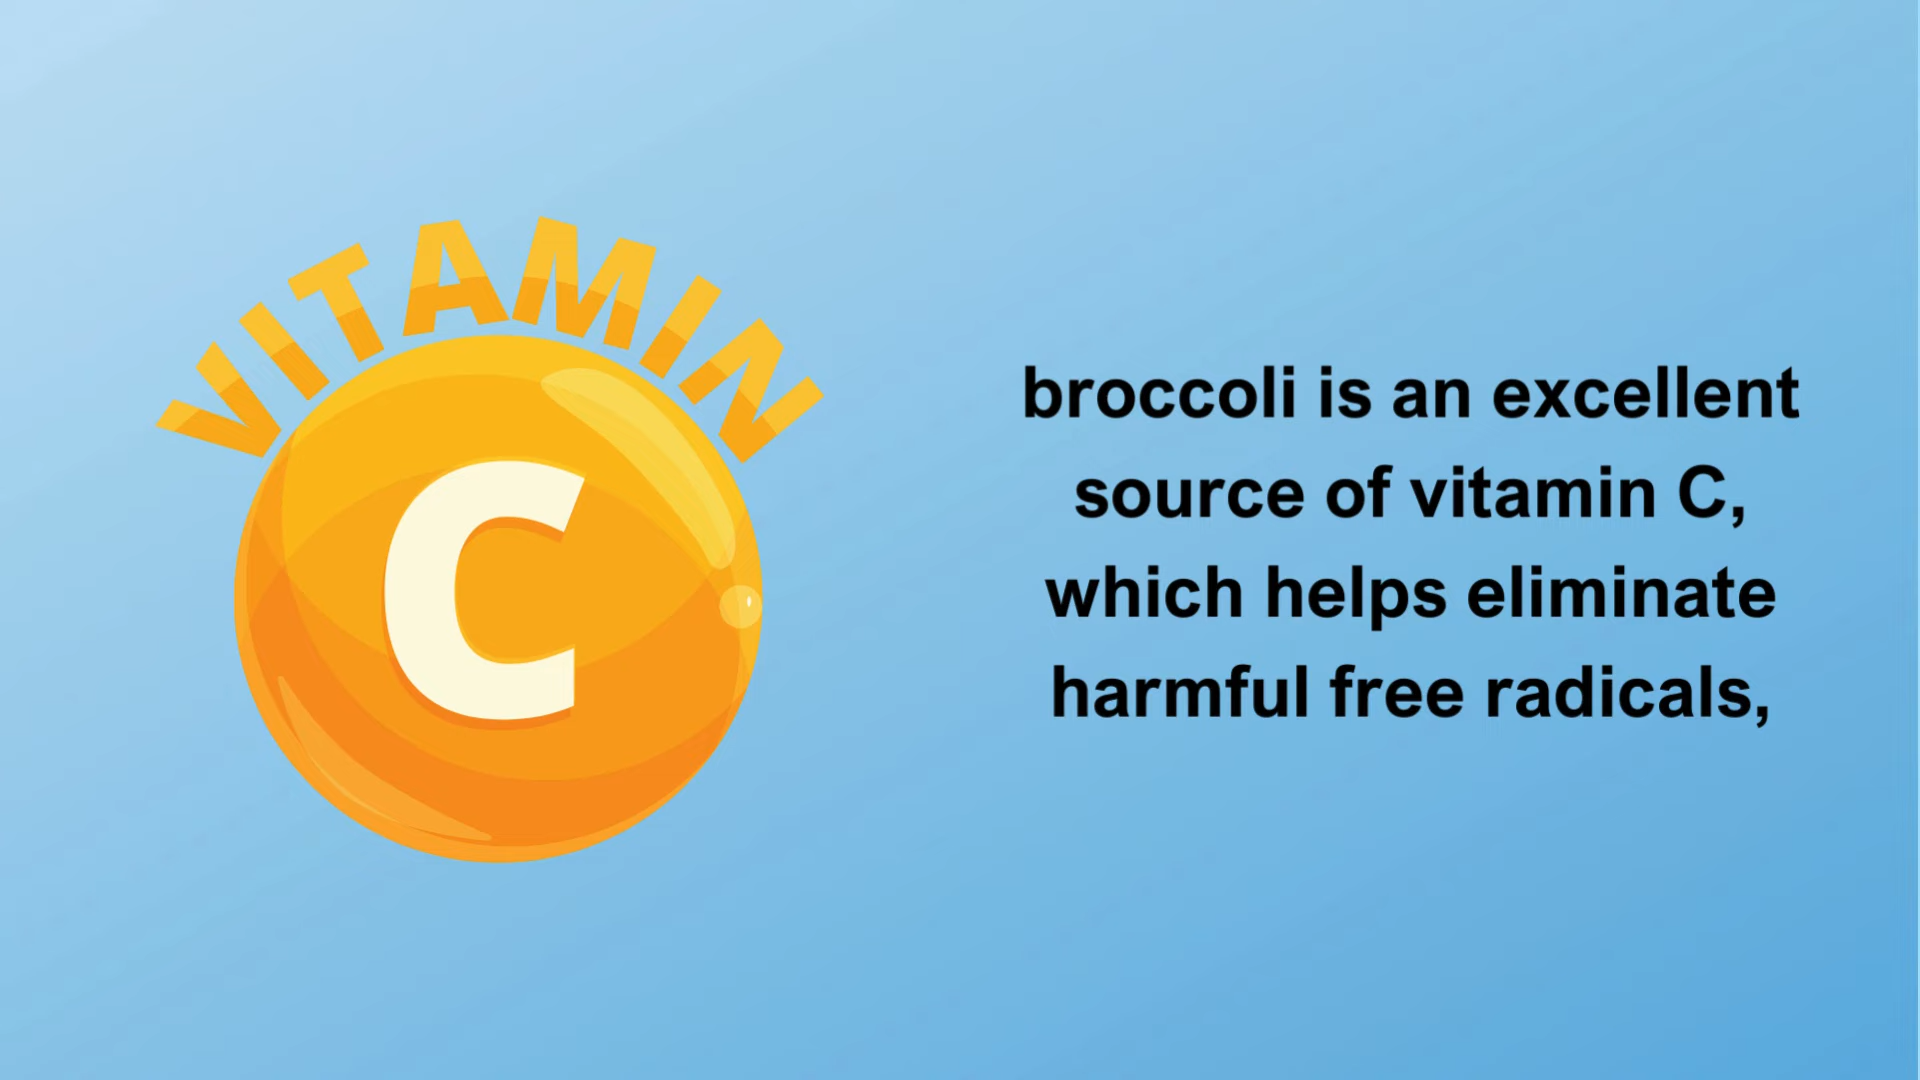 VITAMIN
C
broccoli is an excellent
source of vitamin C,
which helps eliminate
harmful free radicals,